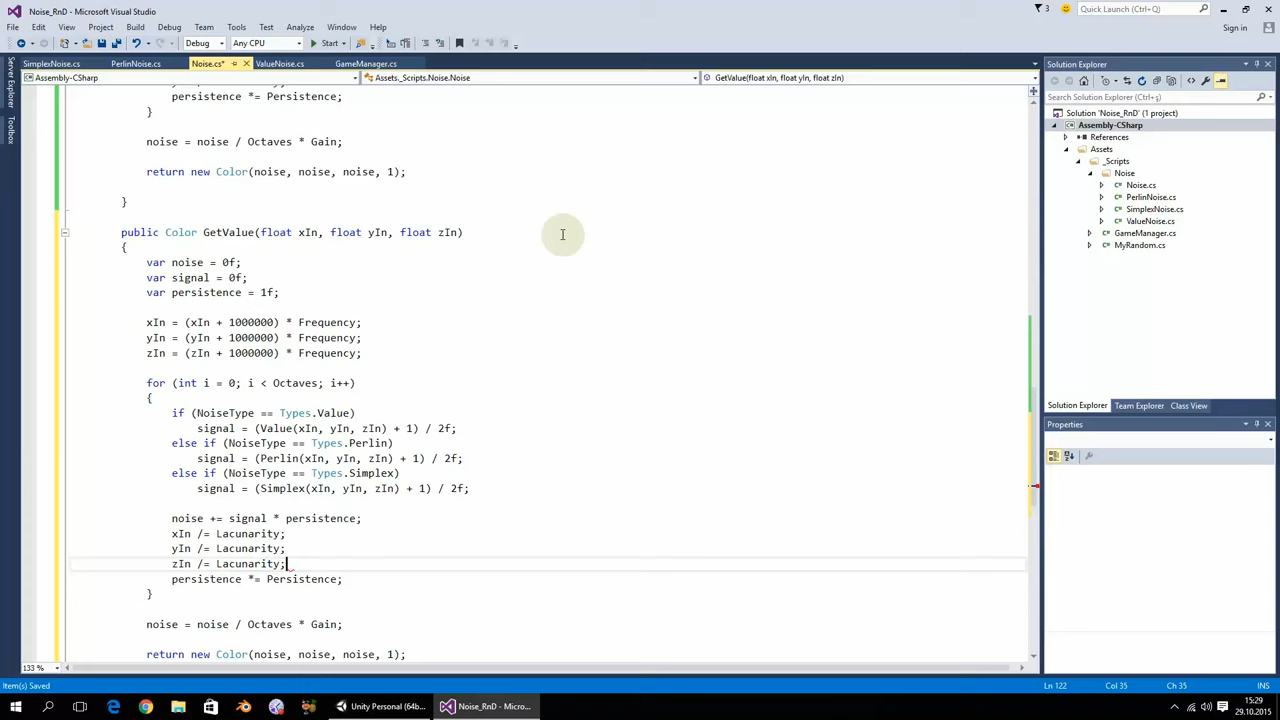 Noise_RnD - Microsoft Visual Studio
3
Quick Launch (Ctrl+Q)
File Edit View Project Build Debug Team Tools Test Analyze Window Help
Sign in
Debug Any CPU Start
Server Explorer
Toolbox
SimplexNoise.cs PerlinNoise.cs Noise.cs* ValueNoise.cs GameManager.cs
Assembly-CSharp Assets._Scripts.Noise.Noise GetValue(float xIn, float yIn, float zIn)
persistence *= Persistence;
}
noise = noise / Octaves * Gain;
return new Color(noise, noise, noise, 1);
}
public Color GetValue(float xIn, float yIn, float zIn)
{
var noise = 0f;
var signal = 0f;
var persistence = 1f;
xIn = (xIn + 1000000) * Frequency;
yIn = (yIn + 1000000) * Frequency;
zIn = (zIn + 1000000) * Frequency;
for (int i = 0; i < Octaves; i++)
{
if (NoiseType == Types.Value)
signal = (Value(xIn, yIn, zIn) + 1) / 2f;
else if (NoiseType == Types.Perlin)
signal = (Perlin(xIn, yIn, zIn) + 1) / 2f;
else if (NoiseType == Types.Simplex)
signal = (Simplex(xIn, yIn, zIn) + 1) / 2f;
noise += signal * persistence;
xIn /= Lacunarity;
yIn /= Lacunarity;
zIn /= Lacunarity;
persistence *= Persistence;
}
noise = noise / Octaves * Gain;
return new Color(noise, noise, noise, 1);
133 %
Solution Explorer
Search Solution Explorer (Ctrl+ş)
Solution 'Noise_RnD' (1 project)
Assembly-CSharp
References
Assets
_Scripts
Noise
Noise.cs
PerlinNoise.cs
SimplexNoise.cs
ValueNoise.cs
GameManager.cs
MyRandom.cs
Solution Explorer Team Explorer Class View
Properties
Item(s) Saved Ln 122 Col 35 Ch 35 INS
Unity Personal (64b... Noise_RnD - Micros...
15:29
29.10.2015